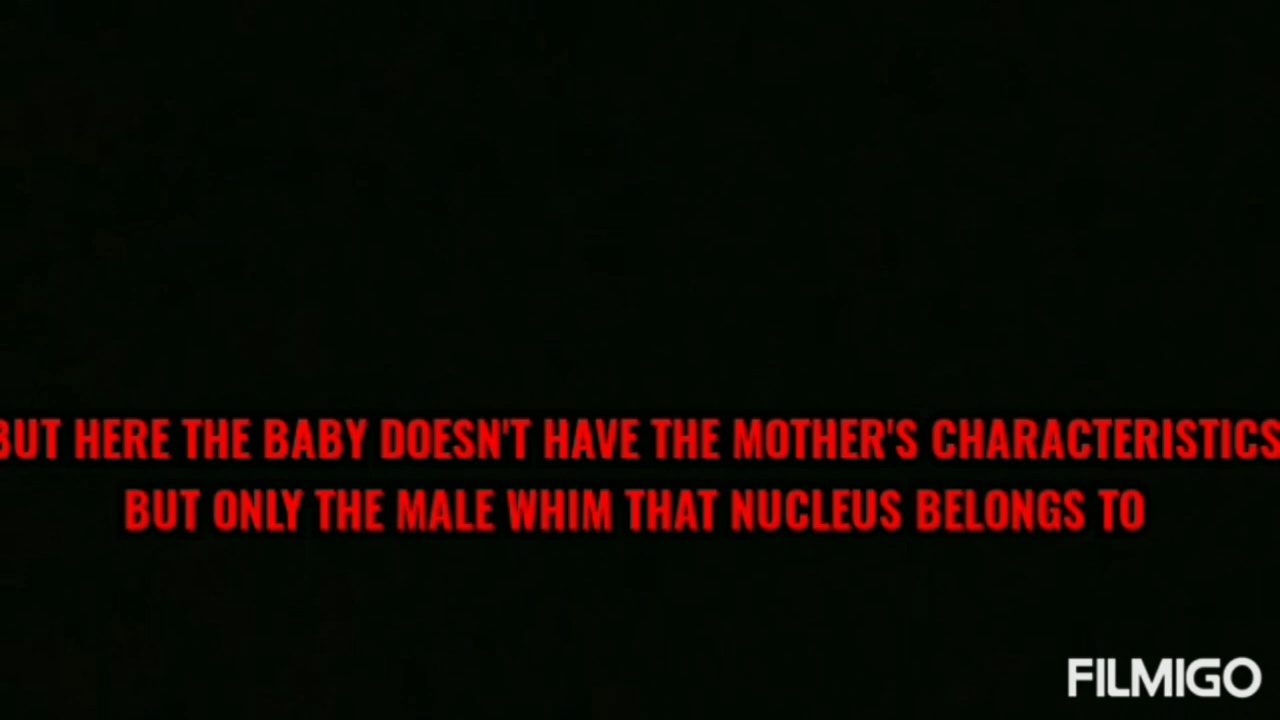 BUT HERE THE BABY DOESN'T HAVE THE MOTHER'S CHARACTERISTICS
BUT ONLY THE MALE WHIM THAT NUCLEUS BELONGS TO
FILMIGO